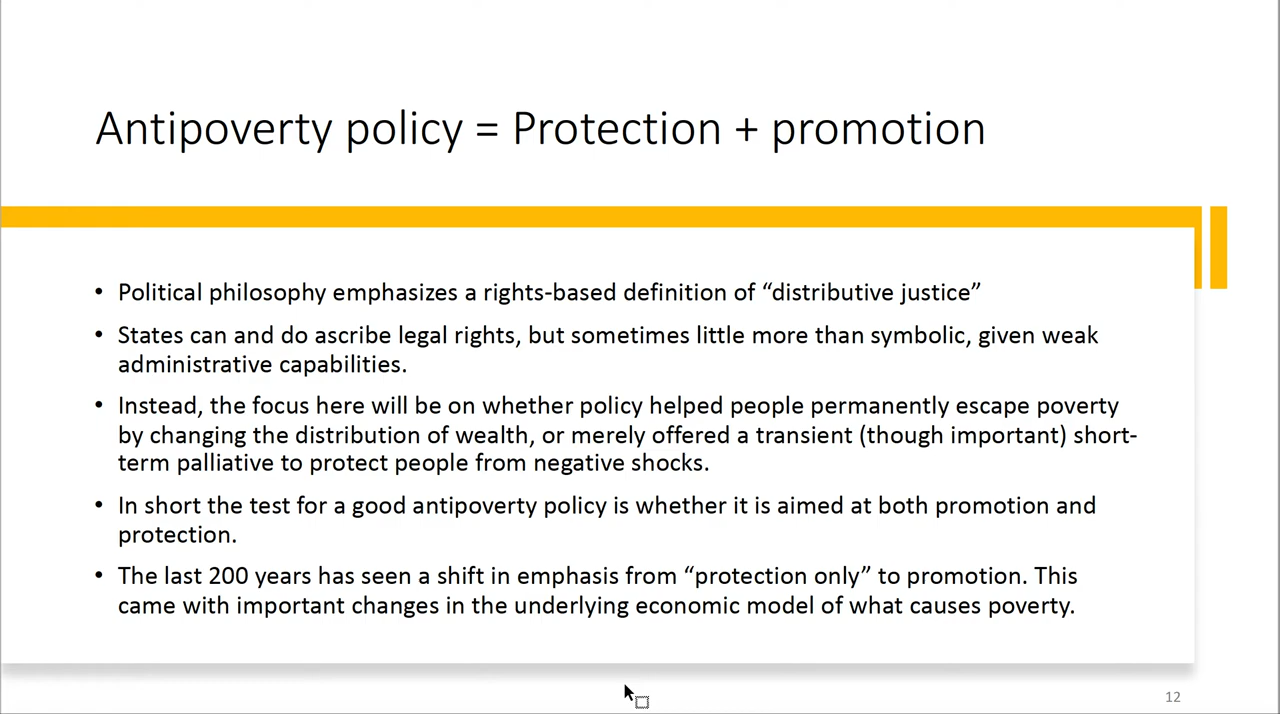 Antipoverty policy = Protection + promotion
• Political philosophy emphasizes a rights-based definition of “distributive justice”
• States can and do ascribe legal rights, but sometimes little more than symbolic, given weak
administrative capabilities.
• Instead, the focus here will be on whether policy helped people permanently escape poverty
by changing the distribution of wealth, or merely offered a transient (though important) short-
term palliative to protect people from negative shocks.
• In short the test for a good antipoverty policy is whether it is aimed at both promotion and
protection.
• The last 200 years has seen a shift in emphasis from “protection only” to promotion. This
came with important changes in the underlying economic model of what causes poverty.
12